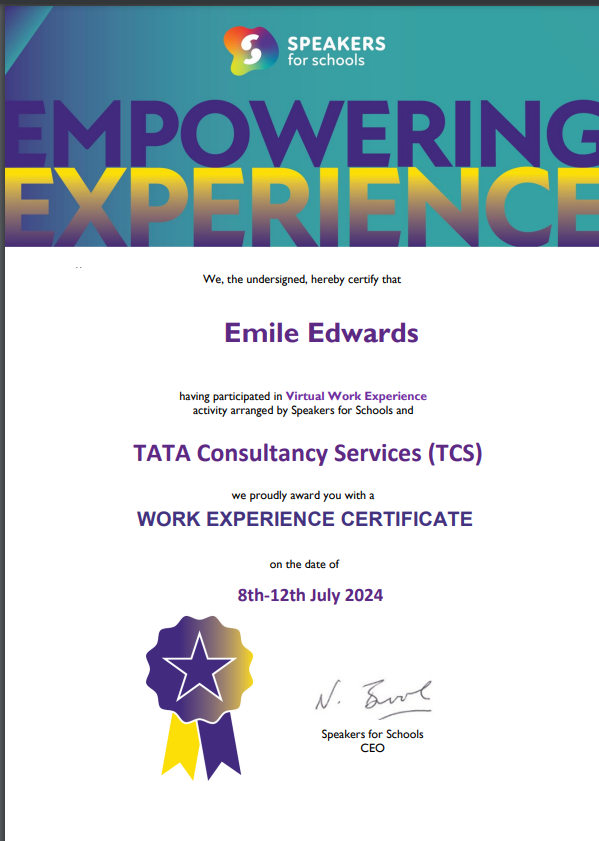 SPEAKERS
for schools
EMPOWERING
EXPERIENCE
We, the undersigned, hereby certify that
Emile Edwards
having participated in Virtual Work Experience
activity arranged by Speakers for Schools and
TATA Consultancy Services (TCS)
we proudly award you with a
WORK EXPERIENCE CERTIFICATE
on the date of
8th-12th July 2024
Speakers for Schools
CEO